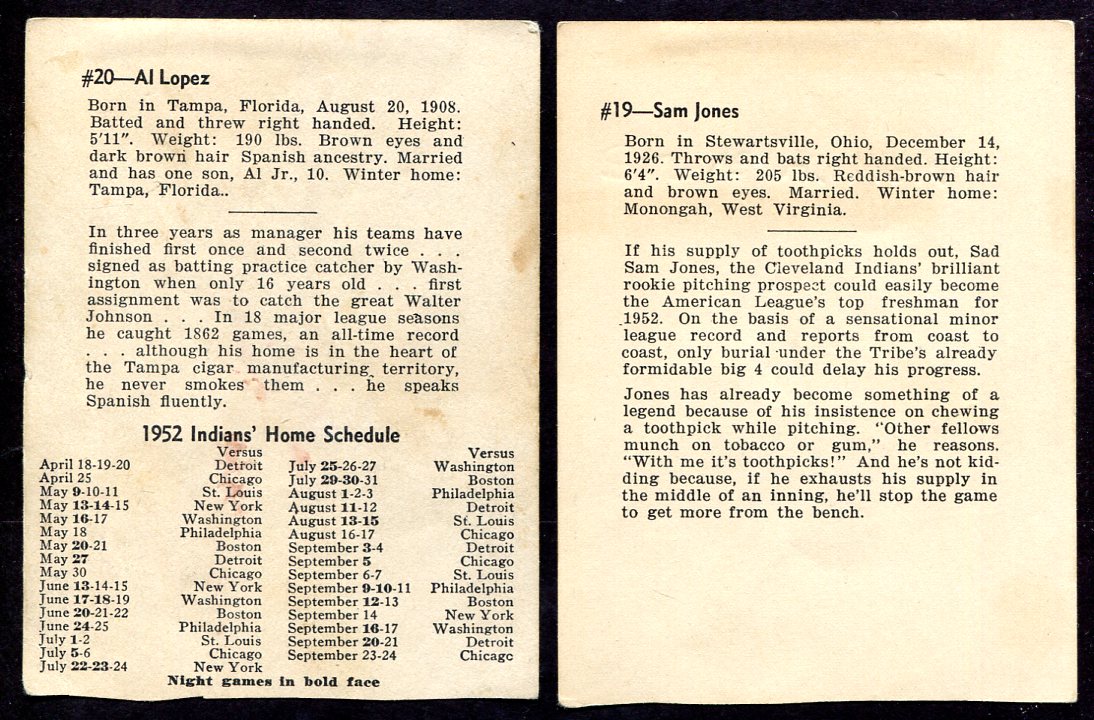 #20—Al Lopez
Born in Tampa, Florida, August 20, 1908.
Batted and threw right handed. Height:
5'11". Weight: 190 lbs. Brown eyes and
dark brown hair Spanish ancestry. Married
and has one son, Al Jr., 10. Winter home:
Tampa, Florida..
In three years as manager his teams have
finished first once and second twice . . .
signed as batting practice catcher by Wash-
ington when only 16 years old . . . first
assignment was to catch the great Walter
Johnson . . . In 18 major league seasons
he caught 1862 games, an all-time record
. . . although his home is in the heart of
the Tampa cigar manufacturing territory,
he never smokes them . . . he speaks
Spanish fluently.
1952 Indians' Home Schedule
Versus
April 18-19-20 Detroit
April 25 Chicago
May 9-10-11 St. Louis
May 13-14-15 New York
May 16-17 Washington
May 18 Philadelphia
May 20-21 Boston
May 27 Detroit
May 30 Chicago
June 13-14-15 New York
June 17-18-19 Washington
June 20-21-22 Boston
June 24-25 Philadelphia
July 1-2 St. Louis
July 5-6 Chicago
July 22-23-24 New York
Versus
July 25-26-27 Washington
July 29-30-31 Boston
August 1-2-3 Philadelphia
August 11-12 Detroit
August 13-15 St. Louis
August 16-17 Chicago
September 3-4 Detroit
September 5 Chicago
September 6-7 St. Louis
September 9-10-11 Philadelphia
September 12-13 Boston
September 14 New York
September 16-17 Washington
September 20-21 Detroit
September 23-24 Chicago
Night games in bold face
#19—Sam Jones
Born in Stewartsville, Ohio, December 14,
1926. Throws and bats right handed. Height:
6'4". Weight: 205 lbs. Reddish-brown hair
and brown eyes. Married. Winter home:
Monongah, West Virginia.
If his supply of toothpicks holds out, Sad
Sam Jones, the Cleveland Indians' brilliant
rookie pitching prospect could easily become
the American League's top freshman for
1952. On the basis of a sensational minor
league record and reports from coast to
coast, only burial under the Tribe's already
formidable big 4 could delay his progress.
Jones has already become something of a
legend because of his insistence on chewing
a toothpick while pitching. "Other fellows
munch on tobacco or gum," he reasons.
"With me it's toothpicks!" And he's not kid-
ding because, if he exhausts his supply in
the middle of an inning, he'll stop the game
to get more from the bench.